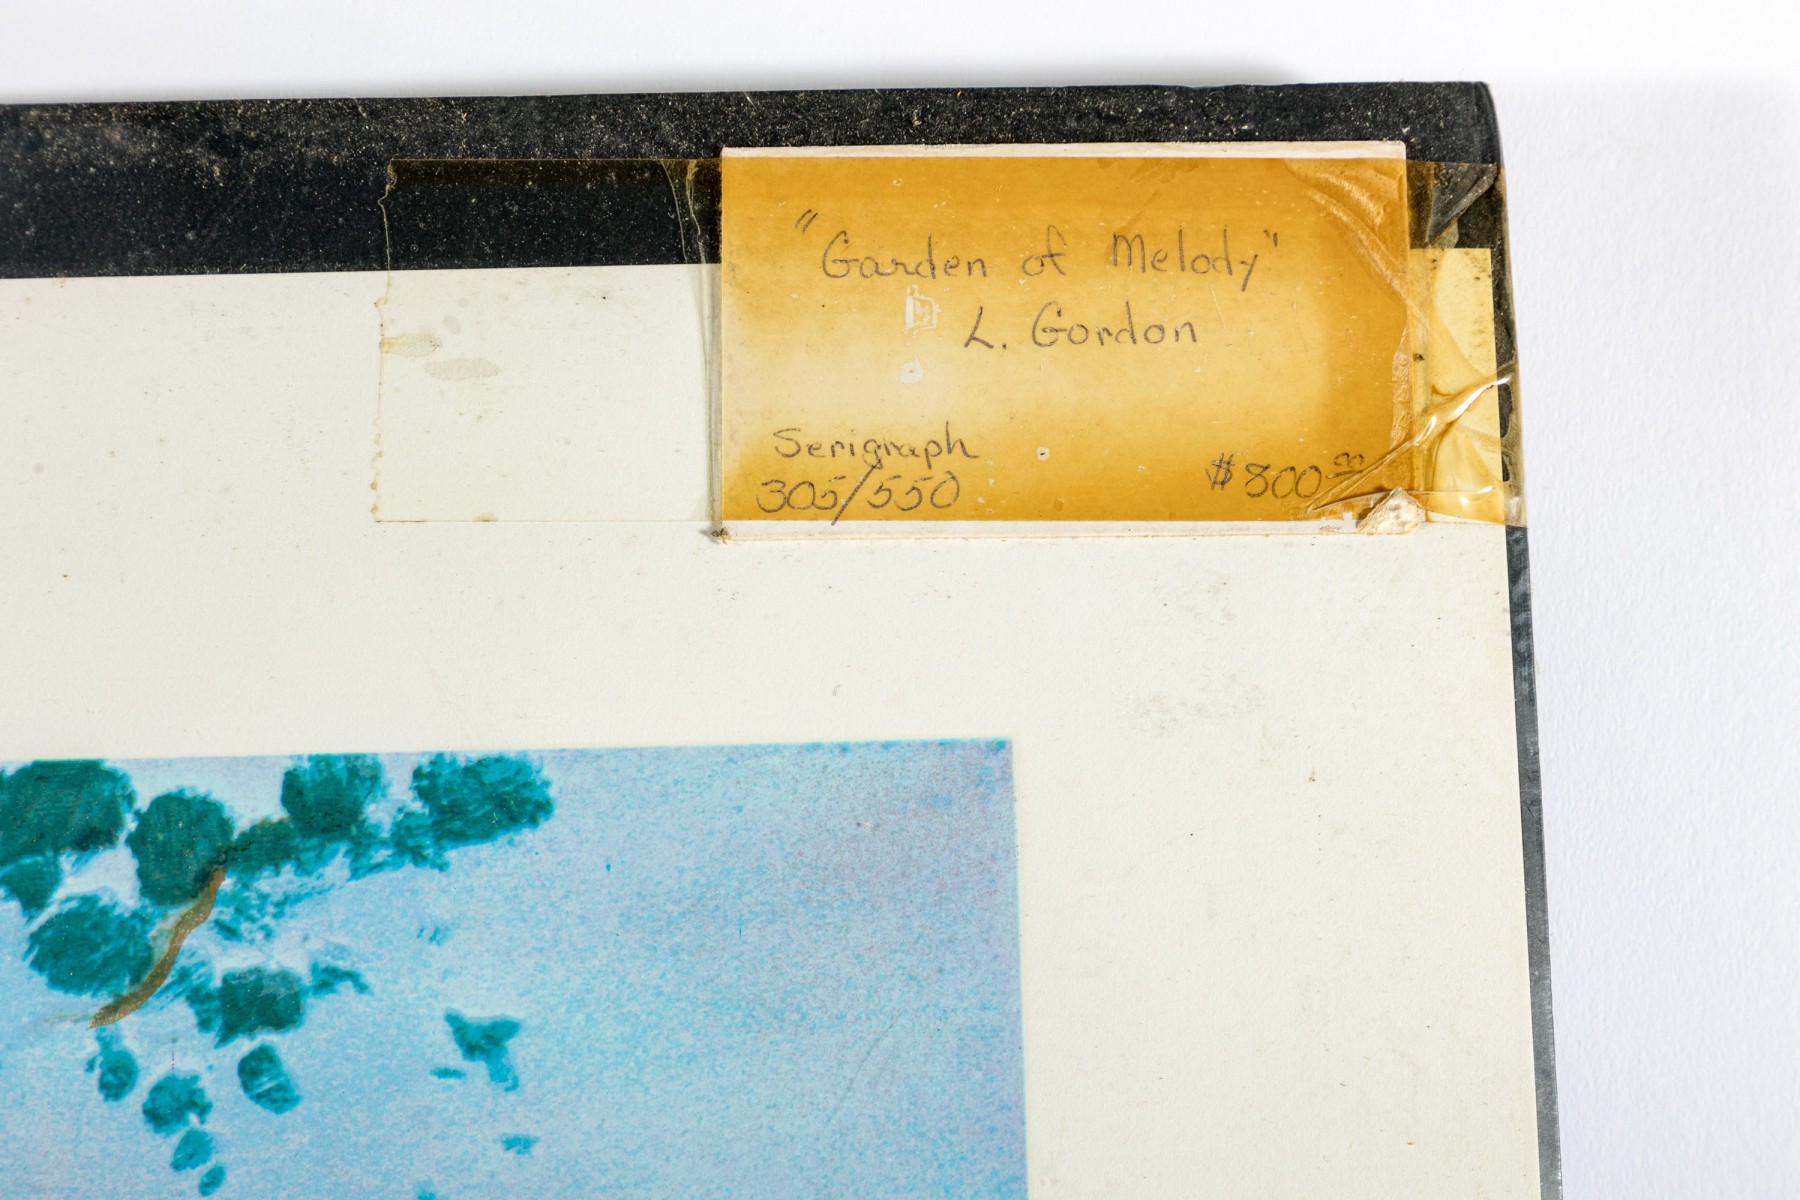 "Garden of Melody"
L. Gordon
Serigraph
305/550
$800.00